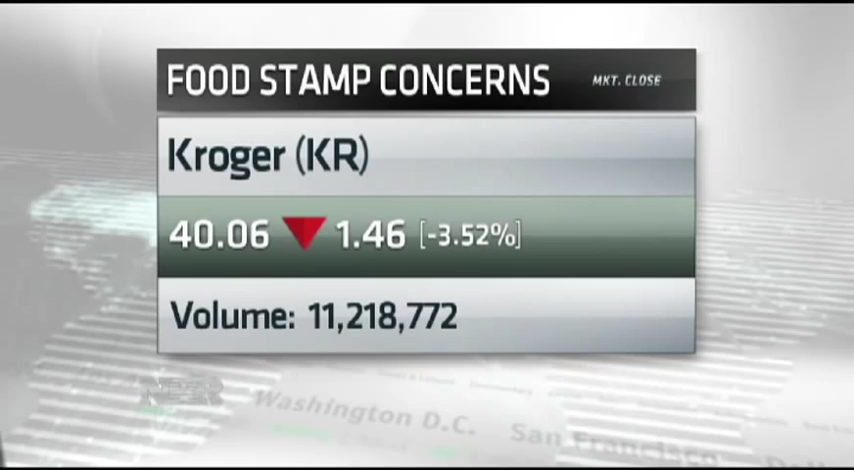 FOOD STAMP CONCERNS MKT. CLOSE
Kroger (KR)
40.06 ▼ 1.46 [-3.52%]
Volume: 11,218,772
NBR
Washington D.C.
San Francisco